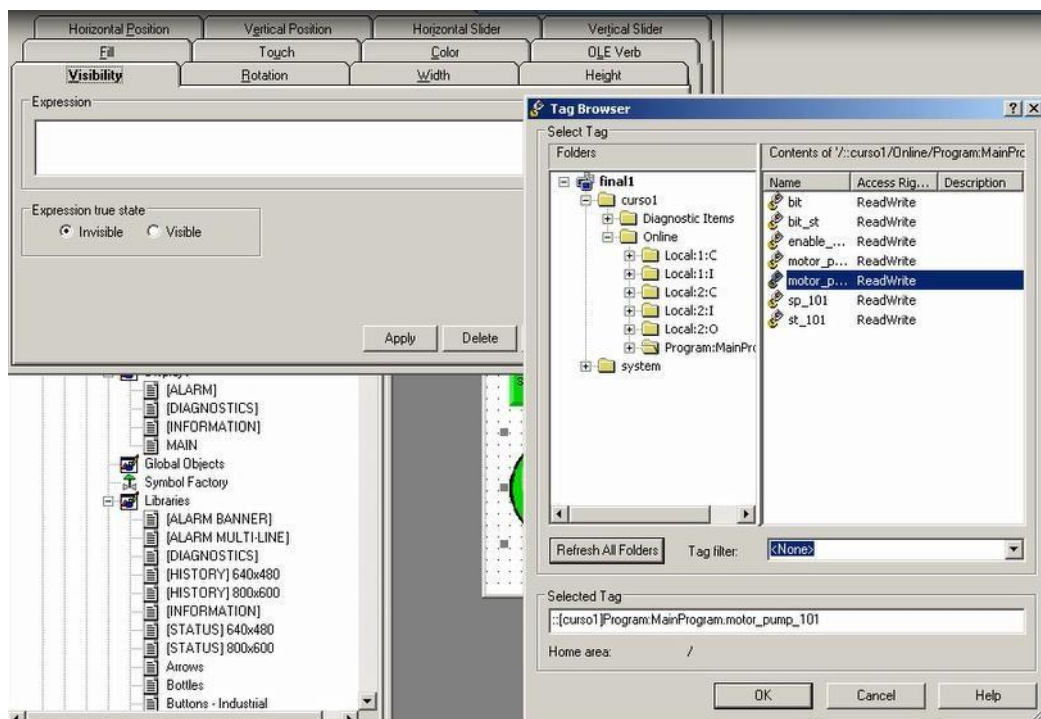 Horizontal Position Vertical Position Horizontal Slider Vertical Slider
Fill Touch Color OLE Verb
Visibility Rotation Width Height
Expression
Expression true state
Invisible Visible
Apply Delete
[ALARM]
[DIAGNOSTICS]
[INFORMATION]
MAIN
Global Objects
Symbol Factory
Libraries
[ALARM BANNER]
[ALARM MULTI-LINE]
[DIAGNOSTICS]
[HISTORY] 640x480
[HISTORY] 800x600
[INFORMATION]
[STATUS] 640x480
[STATUS] 800x600
Arrows
Bottles
Buttons - Industrial
Tag Browser
Select Tag
Folders
final1
curso1
Diagnostic Items
Online
Local:1:C
Local:1:I
Local:2:C
Local:2:I
Local:2:O
Program:MainPro
system
Contents of '/::curso1/Online/Program:MainPro
Name Access Rig... Description
bit ReadWrite
bit_st ReadWrite
enable_... ReadWrite
motor_p... ReadWrite
motor_p... ReadWrite
sp_101 ReadWrite
st_101 ReadWrite
Refresh All Folders Tag filter: <None>
Selected Tag
::[curso1]Program:MainProgram.motor_pump_101
Home area: /
OK Cancel Help